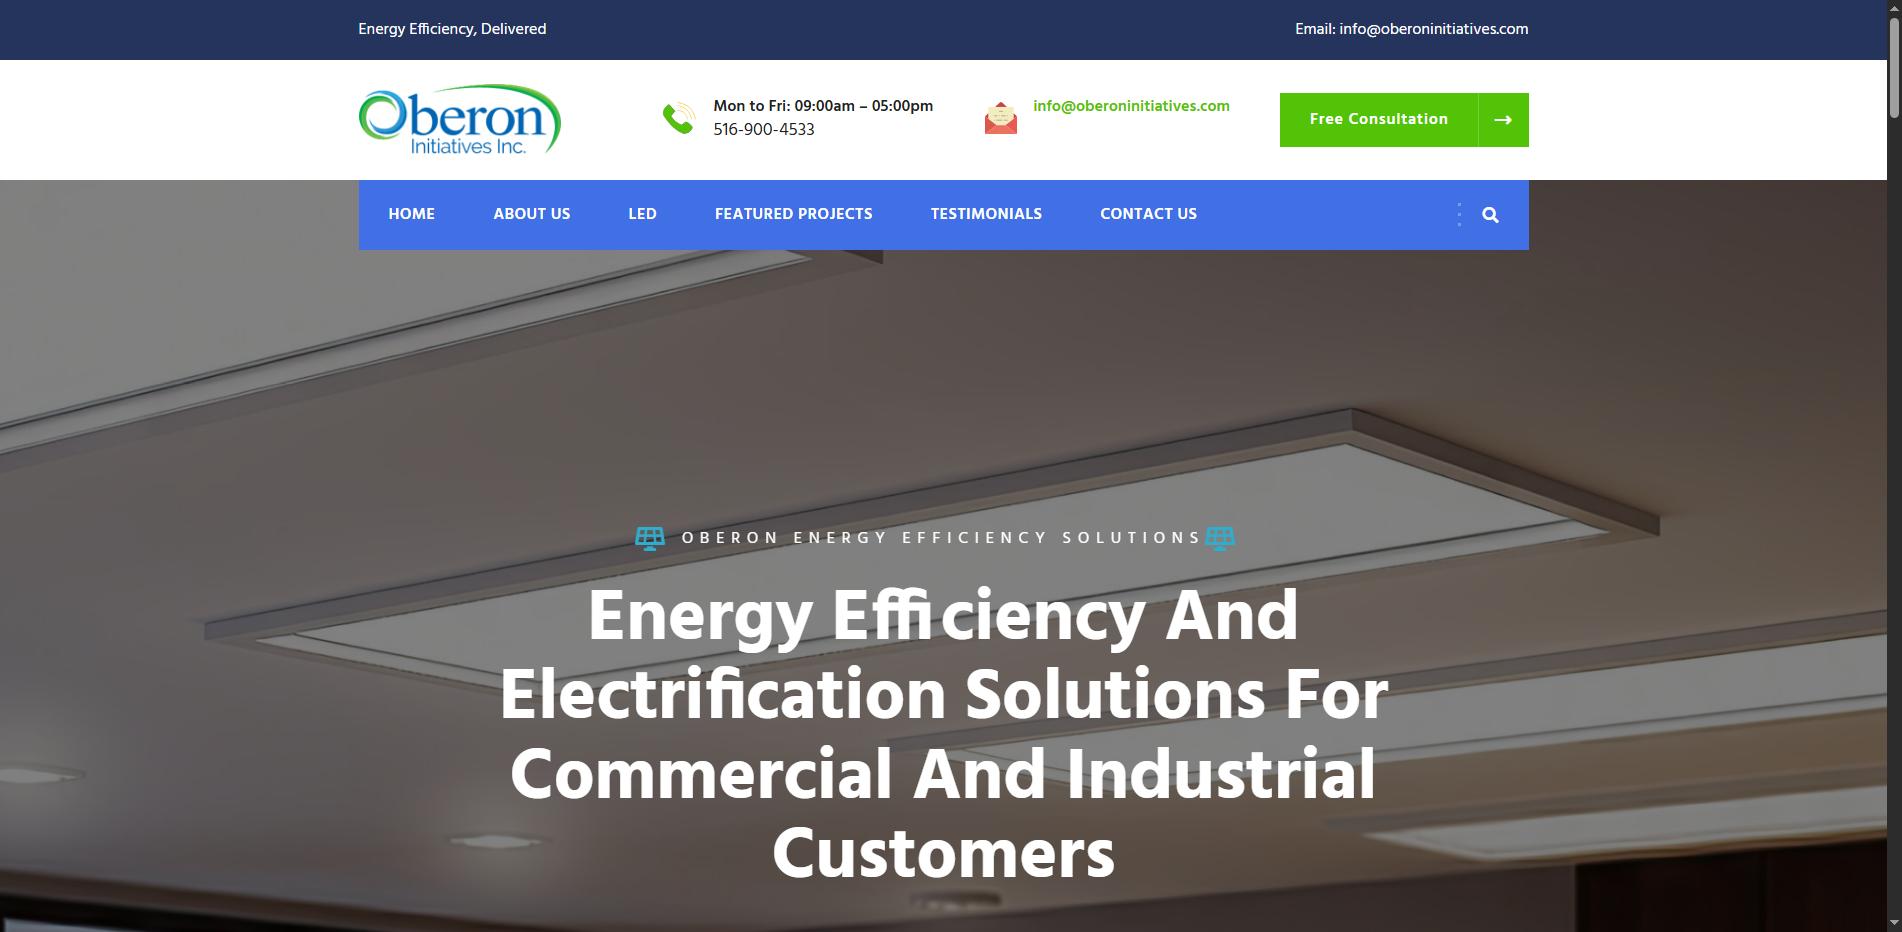 Energy Efficiency, Delivered
Email: info@oberoninitiatives.com
Oberon
Initiatives Inc.
Mon to Fri: 09:00am – 05:00pm
516-900-4533
info@oberoninitiatives.com
Free Consultation
HOME
ABOUT US
LED
FEATURED PROJECTS
TESTIMONIALS
CONTACT US
OBERON ENERGY EFFICIENCY SOLUTIONS
Energy Efficiency And
Electrification Solutions For
Commercial And Industrial
Customers